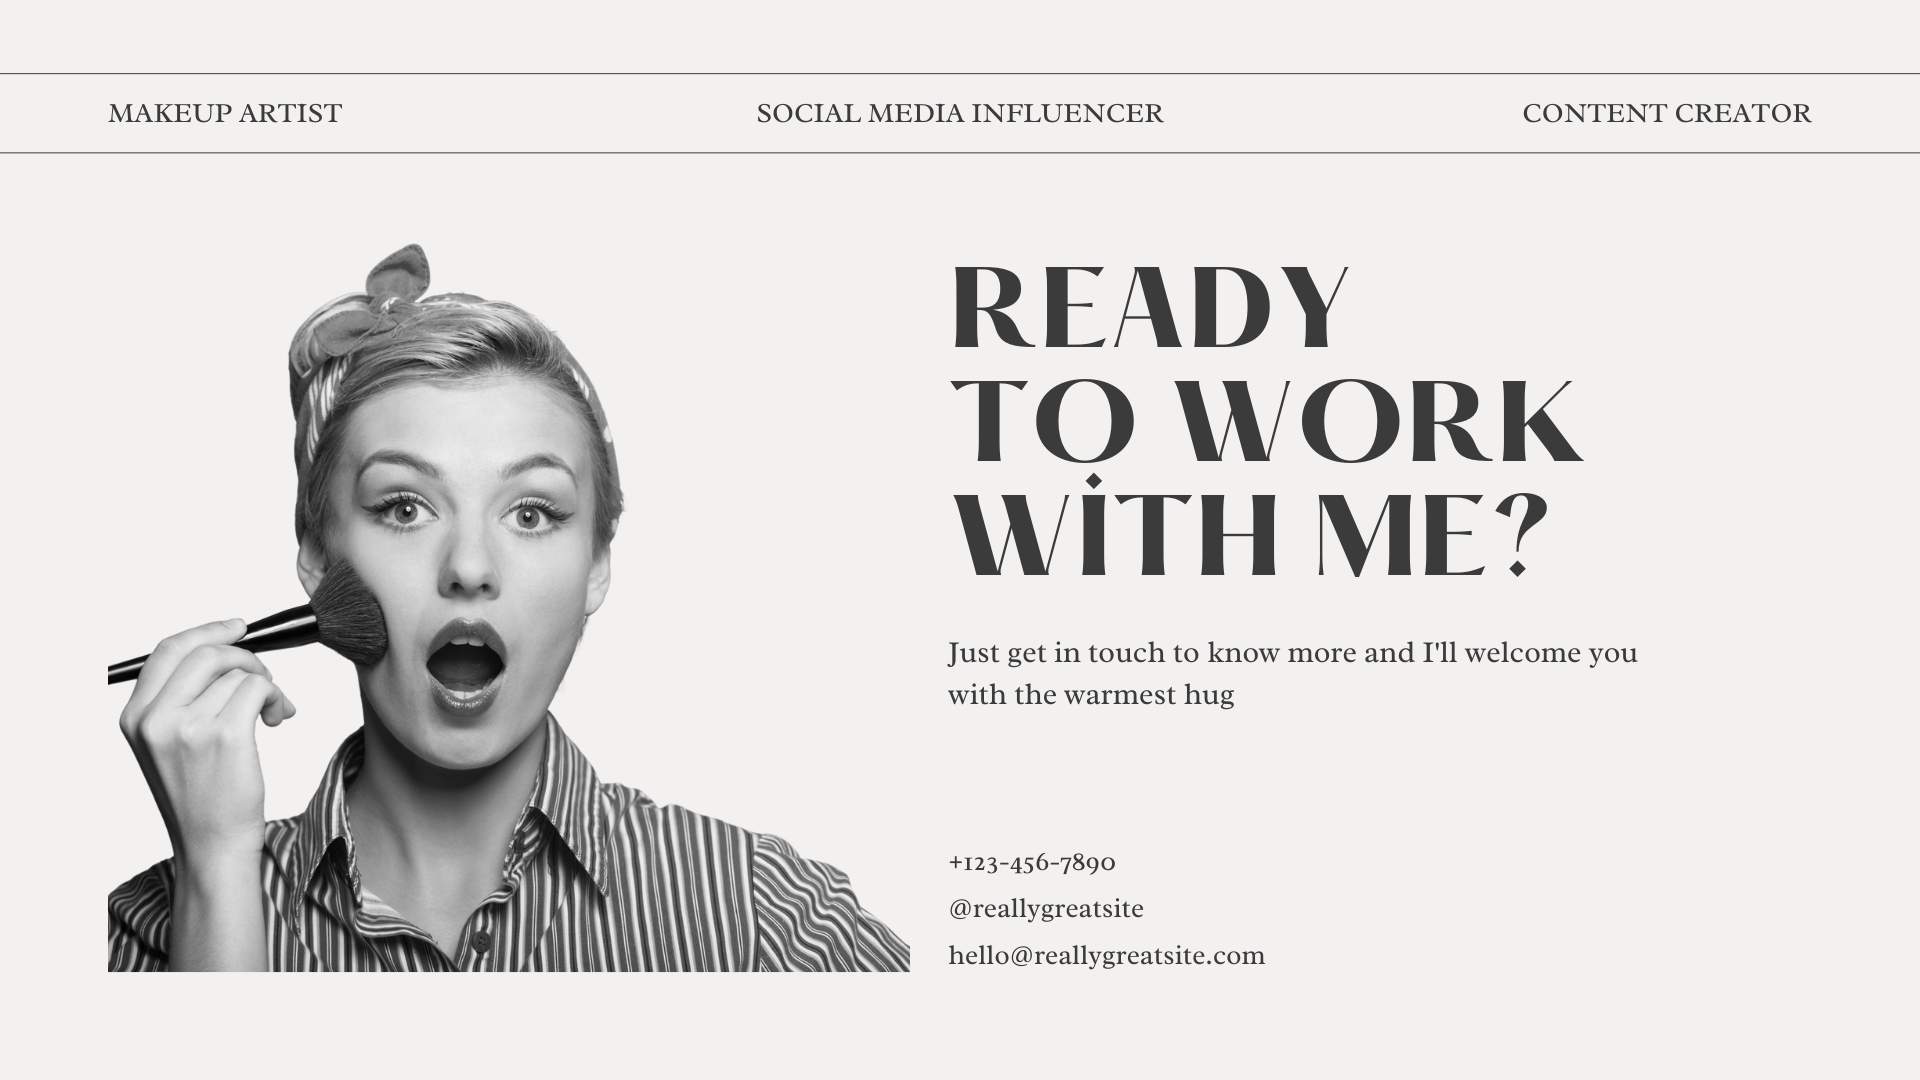 MAKEUP ARTIST
SOCIAL MEDIA INFLUENCER
CONTENT CREATOR
READY
TO WORK
WITH ME?
Just get in touch to know more and I'll welcome you
with the warmest hug
+123-456-7890
@reallygreatsite
hello@reallygreatsite.com